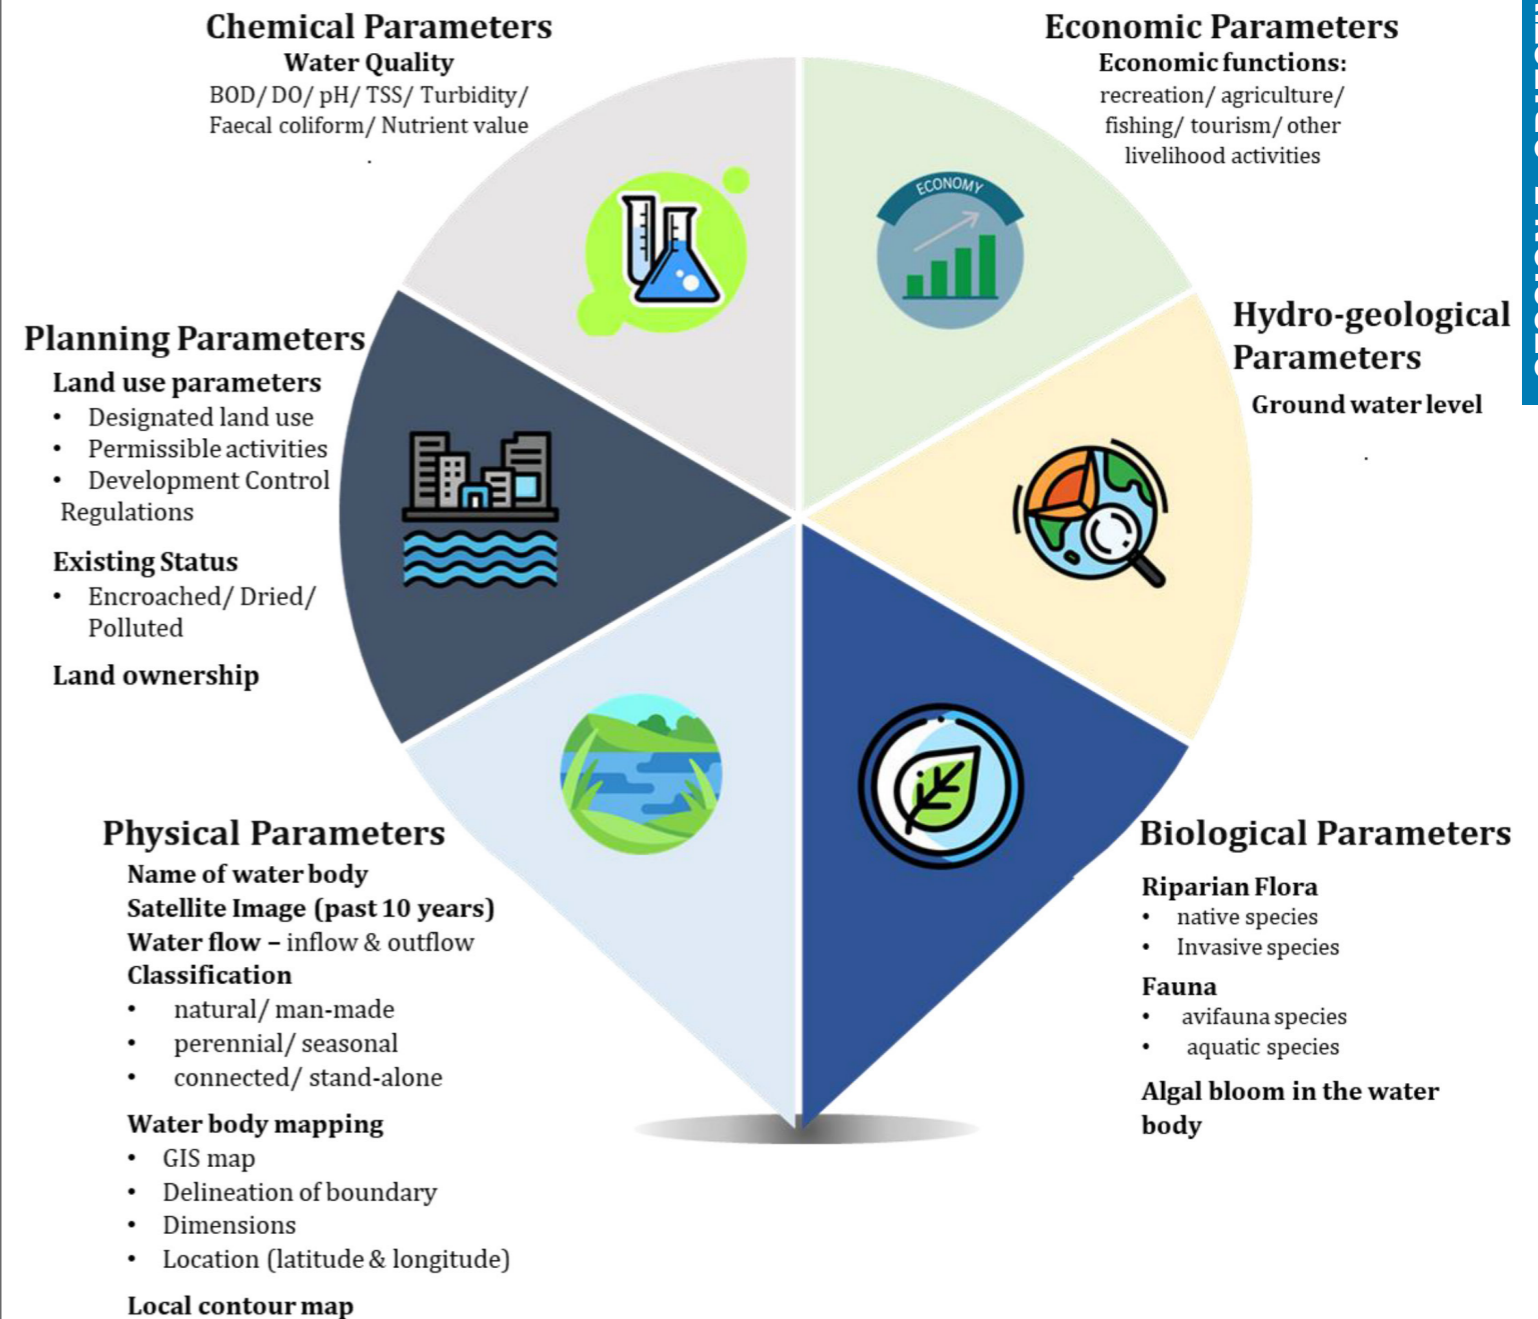 Chemical Parameters
Water Quality
BOD/ DO/ pH/ TSS/ Turbidity/
Faecal coliform/ Nutrient value
.
Economic Parameters
Economic functions:
recreation/ agriculture/
fishing/ tourism/ other
livelihood activities
ECONOMY
Planning Parameters
Land use parameters
• Designated land use
• Permissible activities
• Development Control
Regulations
Existing Status
• Encroached/ Dried/
Polluted
Land ownership
Hydro-geological
Parameters
Ground water level
.
Physical Parameters
Name of water body
Satellite Image (past 10 years)
Water flow – inflow & outflow
Classification
• natural/ man-made
• perennial/ seasonal
• connected/ stand-alone
Water body mapping
• GIS map
• Delineation of boundary
• Dimensions
• Location (latitude & longitude)
Local contour map
Biological Parameters
Riparian Flora
• native species
• Invasive species
Fauna
• avifauna species
• aquatic species
Algal bloom in the water
body